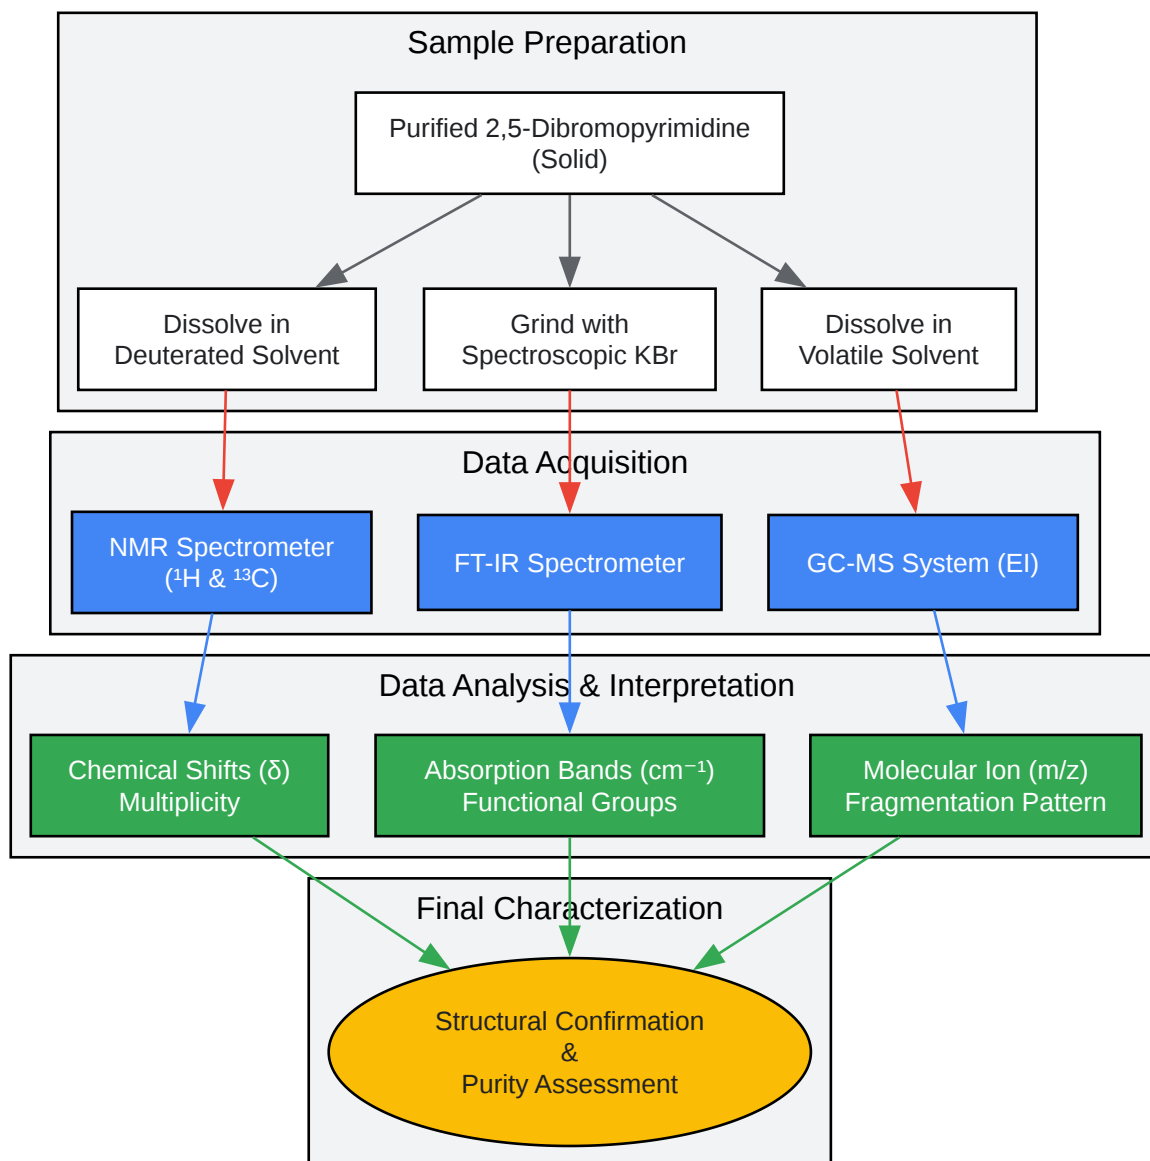 Sample Preparation
Purified 2,5-Dibromopyrimidine
(Solid)
Dissolve in
Deuterated Solvent
Grind with
Spectroscopic KBr
Dissolve in
Volatile Solvent
Data Acquisition
NMR Spectrometer
(¹H & ¹³C)
FT-IR Spectrometer
GC-MS System (EI)
Data Analysis & Interpretation
Chemical Shifts (δ)
Multiplicity
Absorption Bands (cm⁻¹)
Functional Groups
Molecular Ion (m/z)
Fragmentation Pattern
Final Characterization
Structural Confirmation
&
Purity Assessment